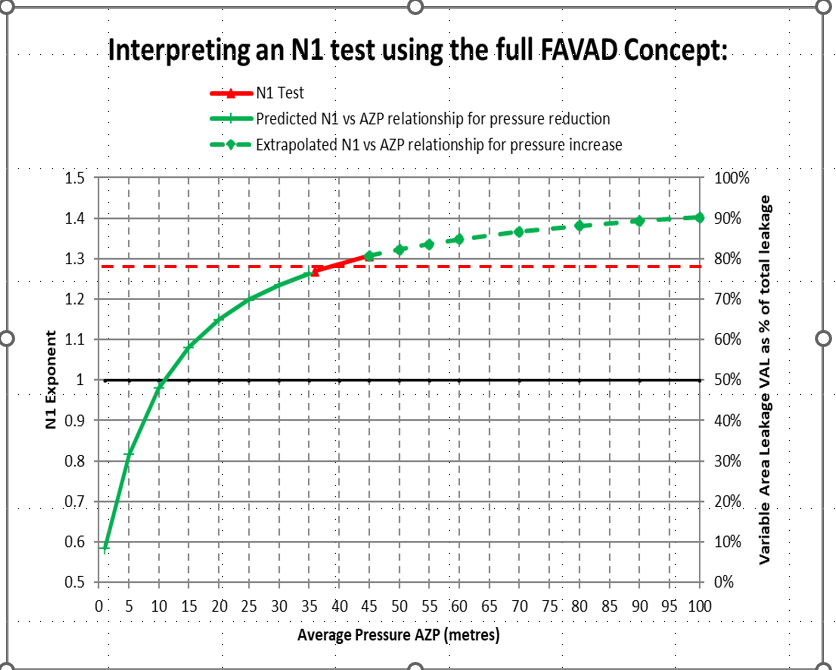 Interpreting an N1 test using the full FAVAD Concept:
N1 Test
Predicted N1 vs AZP relationship for pressure reduction
Extrapolated N1 vs AZP relationship for pressure increase
1.5
1.4
1.3
1.2
1.1
1
0.9
0.8
0.7
0.6
0.5
N1 Exponent
100%
90%
80%
70%
60%
50%
40%
30%
20%
10%
0%
Variable Area Leakage VAL as % of total leakage
0 5 10 15 20 25 30 35 40 45 50 55 60 65 70 75 80 85 90 95 100
Average Pressure AZP (metres)